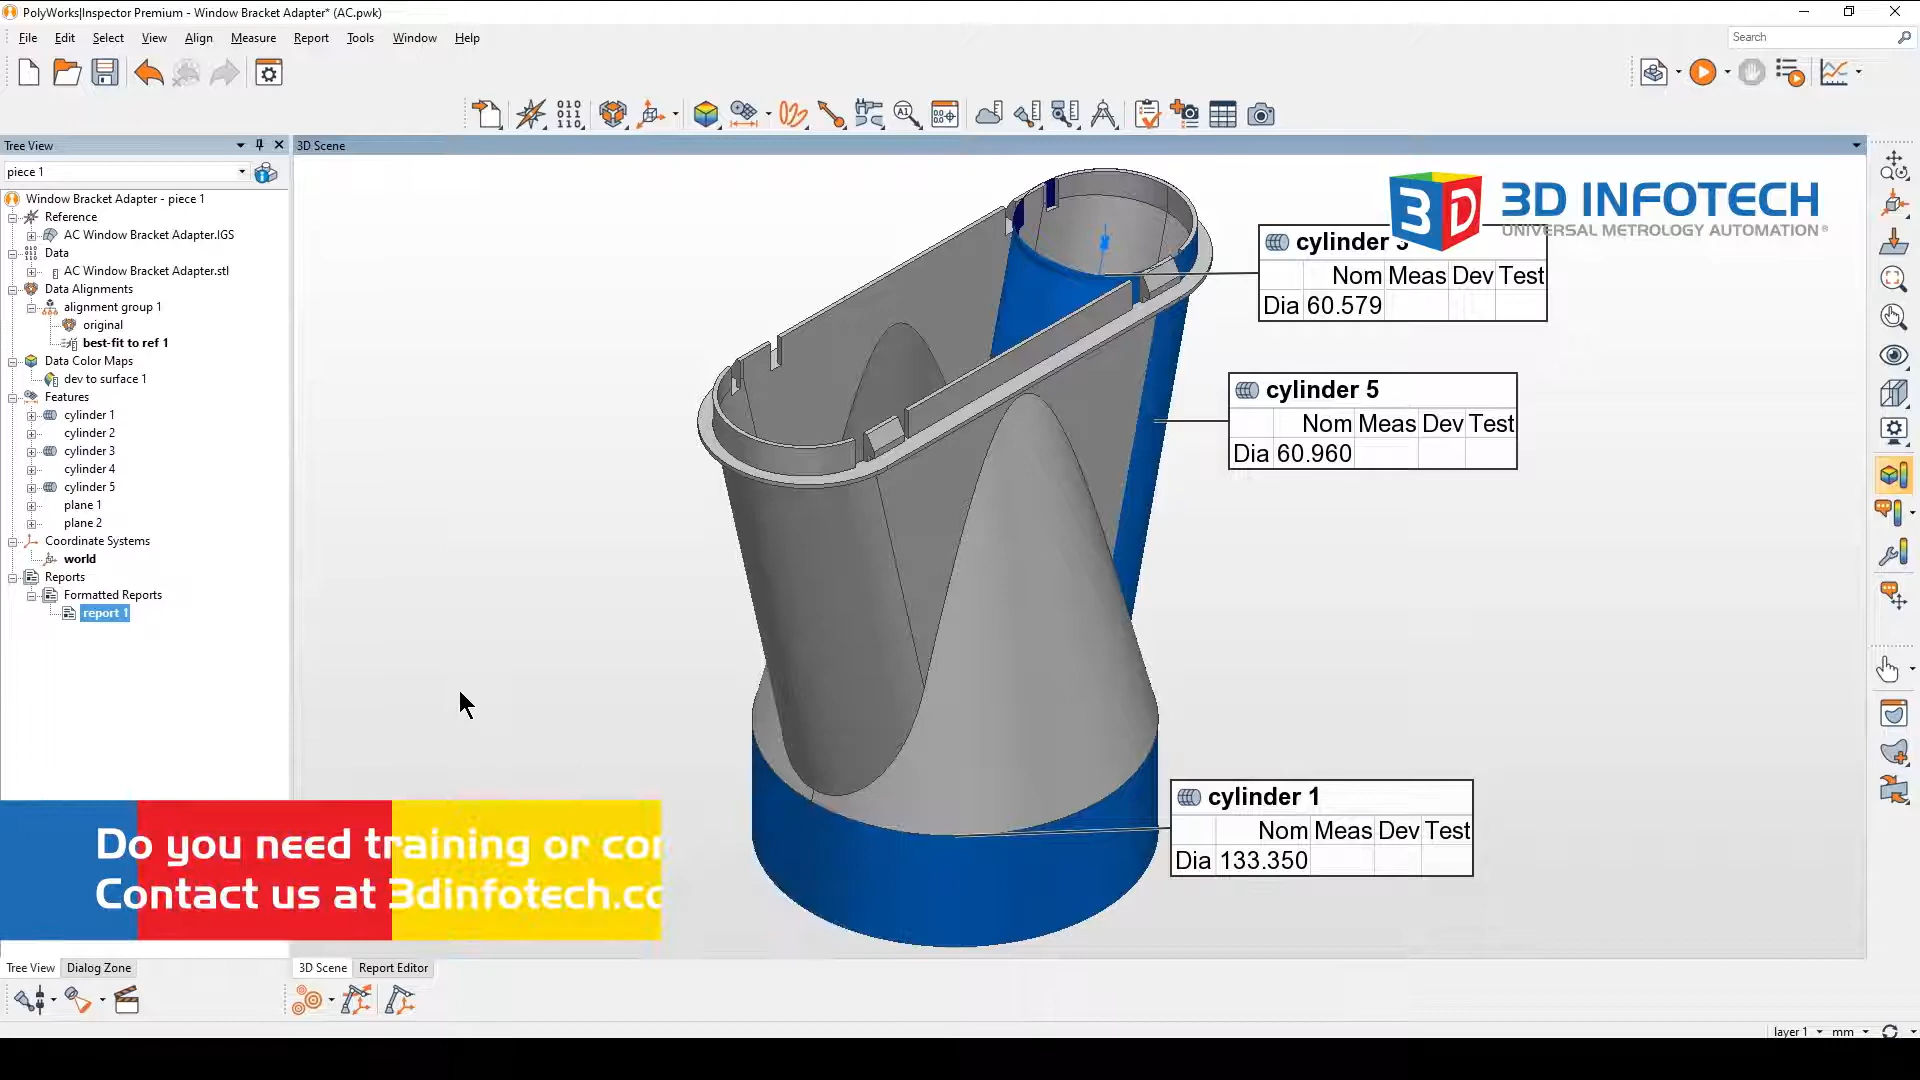 PolyWorks|Inspector Premium - Window Bracket Adapter* (AC.pwk)
File Edit Select View Align Measure Report Tools Window Help
Search
Tree View
3D Scene
piece 1
Window Bracket Adapter - piece 1
Reference
AC Window Bracket Adapter.IGS
Data
AC Window Bracket Adapter.stl
Data Alignments
alignment group 1
original
best-fit to ref 1
Data Color Maps
dev to surface 1
Features
cylinder 1
cylinder 2
cylinder 3
cylinder 4
cylinder 5
plane 1
plane 2
Coordinate Systems
world
Reports
Formatted Reports
report 1
3D 3D INFOTECH
UNIVERSAL METROLOGY AUTOMATION®
cylinder 3
Nom Meas Dev Test
Dia 60.579
cylinder 5
Nom Meas Dev Test
Dia 60.960
cylinder 1
Nom Meas Dev Test
Dia 133.350
Do you need training or
Contact us at 3dinfotech.
Tree View Dialog Zone 3D Scene Report Editor
layer 1 mm